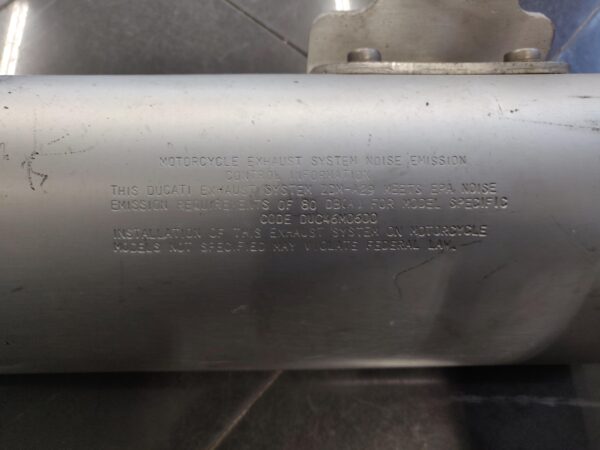 MOTORCYCLE EXHAUST SYSTEM NOISE EMISSION
CONTROL INFORMATION
THIS DUCATI EXHAUST SYSTEM ZDM-A29 MEETS EPA NOISE
EMISSION REQUIREMENTS OF 80 DBA FOR MODEL SPECIFIC
CODE DUC46M0600
INSTALLATION OF THIS EXHAUST SYSTEM ON MOTORCYCLE
MODELS NOT SPECIFIED MAY VIOLATE FEDERAL LAW.